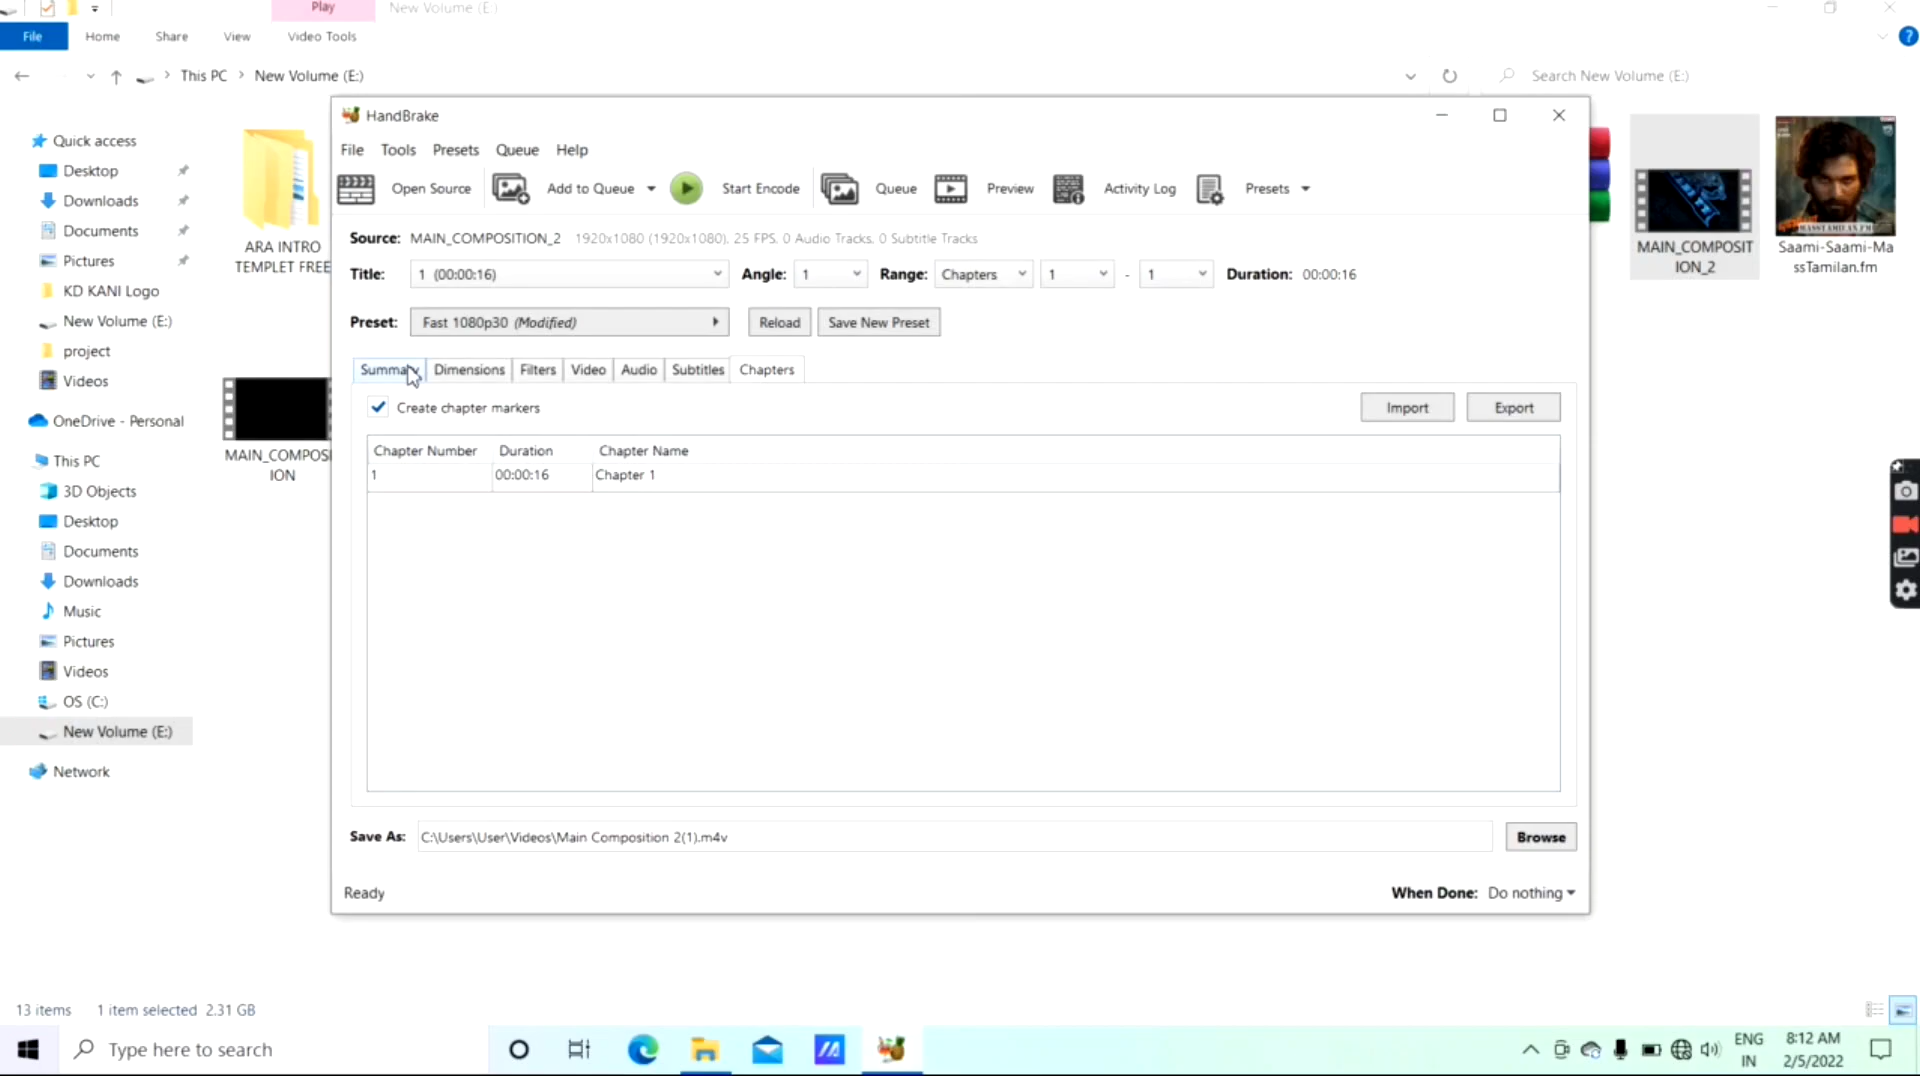 Play
New Volume (E:)
File
Home
Share
View
Video Tools
This PC
New Volume (E:)
Search New Volume (E:)
Quick access
Desktop
Downloads
Documents
Pictures
KD KANI Logo
New Volume (E:)
project
Videos
OneDrive - Personal
This PC
3D Objects
Desktop
Documents
Downloads
Music
Pictures
Videos
OS (C:)
New Volume (E:)
Network
ARA INTRO
TEMPLET FREE
MAIN_COMPOSI
ION
HandBrake
File Tools Presets Queue Help
Open Source
Add to Queue
Start Encode
Queue
Preview
Activity Log
Presets
Source: MAIN_COMPOSITION_2 1920x1080 (1920x1080), 25 FPS, 0 Audio Tracks, 0 Subtitle Tracks
Title: 1 (00:00:16) Angle: 1 Range: Chapters 1 - 1 Duration: 00:00:16
Preset: Fast 1080p30 (Modified) Reload Save New Preset
Summary Dimensions Filters Video Audio Subtitles Chapters
Create chapter markers
Import Export
Chapter Number Duration Chapter Name
1 00:00:16 Chapter 1
Save As: C:\Users\User\Videos\Main Composition 2(1).m4v Browse
Ready
When Done: Do nothing
MAIN_COMPOSIT
ION_2
MASSTAMILAN.FM
Saami-Saami-Ma
ssTamilan.fm
13 items 1 item selected 2.31 GB
Type here to search
ENG
IN
8:12 AM
2/5/2022